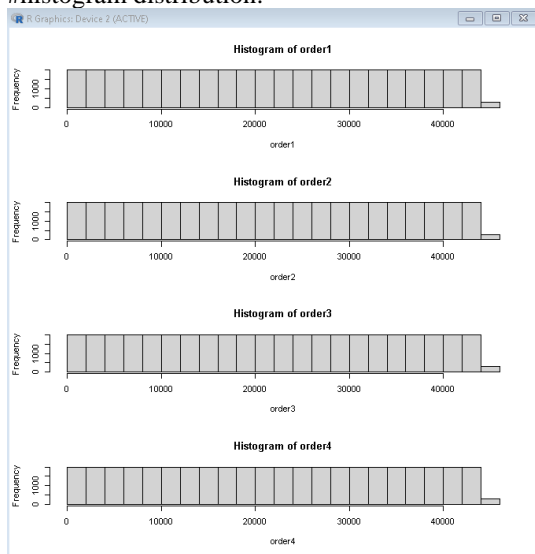 #histogram distribution:
R Graphics: Device 2 (ACTIVE)
Histogram of order1
Frequency
0 1000
0 10000 20000 30000 40000
order1
Histogram of order2
Frequency
0 1000
0 10000 20000 30000 40000
order2
Histogram of order3
Frequency
0 1000
0 10000 20000 30000 40000
order3
Histogram of order4
Frequency
0 1000
0 10000 20000 30000 40000
order4